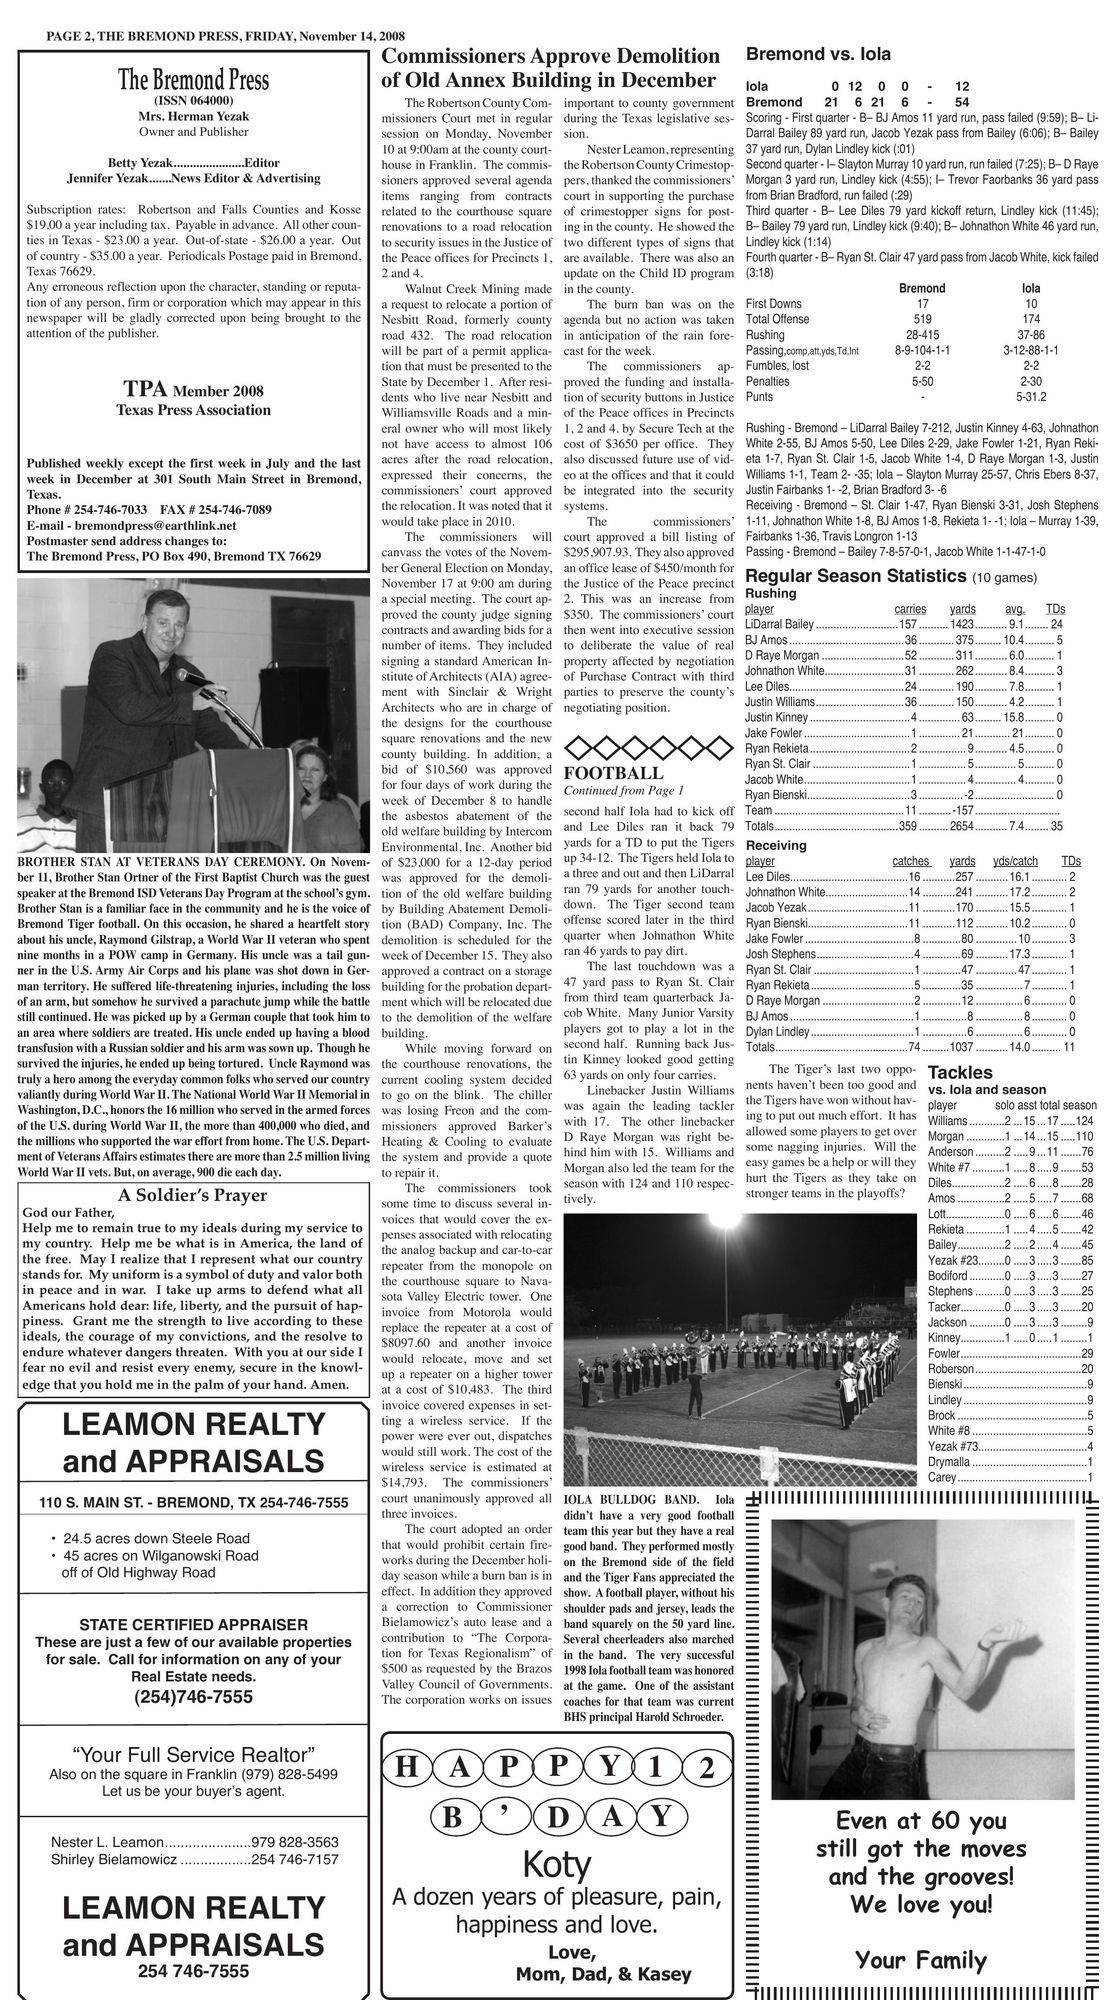 PAGE 2, THE BREMOND PRESS, FRIDAY, November 14, 2008
The Bremond Press
(ISSN 064000)
Mrs. Herman Yezak
Owner and Publisher
Betty Yezak......................Editor
Jennifer Yezak.......News Editor & Advertising
Subscription rates: Robertson and Falls Counties and Kosse
$19.00 a year including tax. Payable in advance. All other coun-
ties in Texas - $23.00 a year. Out-of-state - $26.00 a year. Out
of country - $35.00 a year. Periodicals Postage paid in Bremond,
Texas 76629.
Any erroneous reflection upon the character, standing or reputa-
tion of any person, firm or corporation which may appear in this
newspaper will be gladly corrected upon being brought to the
attention of the publisher.
TPA Member 2008
Texas Press Association
Published weekly except the first week in July and the last
week in December at 301 South Main Street in Bremond,
Texas.
Phone # 254-746-7033 FAX # 254-746-7089
E-mail - bremondpress@earthlink.net
Postmaster send address changes to:
The Bremond Press, PO Box 490, Bremond TX 76629
BROTHER STAN AT VETERANS DAY CEREMONY. On Novem-
ber 11, Brother Stan Ortner of the First Baptist Church was the guest
speaker at the Bremond ISD Veterans Day Program at the school's gym.
Brother Stan is a familiar face in the community and he is the voice of
Bremond Tiger football. On this occasion, he shared a heartfelt story
about his uncle, Raymond Gilstrap, a World War II veteran who spent
nine months in a POW camp in Germany. His uncle was a tail gun-
ner in the U.S. Army Air Corps and his plane was shot down in Ger-
man territory. He suffered life-threatening injuries, including the loss
of an arm, but somehow he survived a parachute jump while the battle
still continued. He was picked up by a German couple that took him to
an area where soldiers are treated. His uncle ended up having a blood
transfusion with a Russian soldier and his arm was sown up. Though he
survived the injuries, he ended up being tortured. Uncle Raymond was
truly a hero among the everyday common folks who served our country
valiantly during World War II. The National World War II Memorial in
Washington, D.C., honors the 16 million who served in the armed forces
of the U.S. during World War II, the more than 400,000 who died, and
the millions who supported the war effort from home. The U.S. Depart-
ment of Veterans Affairs estimates there are more than 2.5 million living
World War II vets. But, on average, 900 die each day.
A Soldier's Prayer
God our Father,
Help me to remain true to my ideals during my service to
my country. Help me be what is in America, the land of
the free. May I realize that I represent what our country
stands for. My uniform is a symbol of duty and valor both
in peace and in war. I take up arms to defend what all
Americans hold dear: life, liberty, and the pursuit of hap-
piness. Grant me the strength to live according to these
ideals, the courage of my convictions, and the resolve to
endure whatever dangers threaten. With you at our side I
fear no evil and resist every enemy, secure in the knowl-
edge that you hold me in the palm of your hand. Amen.
LEAMON REALTY
and APPRAISALS
110 S. MAIN ST. - BREMOND, TX 254-746-7555
• 24.5 acres down Steele Road
• 45 acres on Wilganowski Road
off of Old Highway Road
STATE CERTIFIED APPRAISER
These are just a few of our available properties
for sale. Call for information on any of your
Real Estate needs.
(254)746-7555
"Your Full Service Realtor"
Also on the square in Franklin (979) 828-5499
Let us be your buyer's agent.
Nester L. Leamon......................979 828-3563
Shirley Bielamowicz ..................254 746-7157
LEAMON REALTY
and APPRAISALS
254 746-7555
Commissioners Approve Demolition
of Old Annex Building in December
The Robertson County Com-
missioners Court met in regular
session on Monday, November
10 at 9:00am at the county court-
house in Franklin. The commis-
sioners approved several agenda
items ranging from contracts
related to the courthouse square
renovations to a road relocation
to security issues in the Justice of
the Peace offices for Precincts 1,
2 and 4.
Walnut Creek Mining made
a request to relocate a portion of
Nesbitt Road, formerly county
road 432. The road relocation
will be part of a permit applica-
tion that must be presented to the
State by December 1. After resi-
dents who live near Nesbitt and
Williamsville Roads and a min-
eral owner who will most likely
not have access to almost 106
acres after the road relocation,
expressed their concerns, the
commissioners' court approved
the relocation. It was noted that it
would take place in 2010.
The commissioners will
canvass the votes of the Novem-
ber General Election on Monday,
November 17 at 9:00 am during
a special meeting. The court ap-
proved the county judge signing
contracts and awarding bids for a
number of items. They included
signing a standard American In-
stitute of Architects (AIA) agree-
ment with Sinclair & Wright
Architects who are in charge of
the designs for the courthouse
square renovations and the new
county building. In addition, a
bid of $10,560 was approved
for four days of work during the
week of December 8 to handle
the asbestos abatement of the
old welfare building by Intercom
Environmental, Inc. Another bid
of $23,000 for a 12-day period
was approved for the demoli-
tion of the old welfare building
by Building Abatement Demoli-
tion (BAD) Company, Inc. The
demolition is scheduled for the
week of December 15. They also
approved a contract on a storage
building for the probation depart-
ment which will be relocated due
to the demolition of the welfare
building.
While moving forward on
the courthouse renovations, the
current cooling system decided
to go on the blink. The chiller
was losing Freon and the com-
missioners approved Barker's
Heating & Cooling to evaluate
the system and provide a quote
to repair it.
The commissioners took
some time to discuss several in-
voices that would cover the ex-
penses associated with relocating
the analog backup and car-to-car
repeater from the monopole on
the courthouse square to Nava-
sota Valley Electric tower. One
invoice from Motorola would
replace the repeater at a cost of
$8097.60 and another invoice
would relocate, move and set
up a repeater on a higher tower
at a cost of $10,483. The third
invoice covered expenses in set-
ting a wireless service. If the
power were ever out, dispatches
would still work. The cost of the
wireless service is estimated at
$14,793. The commissioners'
court unanimously approved all
three invoices.
The court adopted an order
that would prohibit certain fire-
works during the December holi-
day season while a burn ban is in
effect. In addition they approved
a correction to Commissioner
Bielamowicz's auto lease and a
contribution to "The Corpora-
tion for Texas Regionalism" of
$500 as requested by the Brazos
Valley Council of Governments.
The corporation works on issues
important to county government
during the Texas legislative ses-
sion.
Nester Leamon, representing
the Robertson County Crimestop-
pers, thanked the commissioners'
court in supporting the purchase
of crimestopper signs for post-
ing in the county. He showed the
two different types of signs that
are available. There was also an
update on the Child ID program
in the county.
The burn ban was on the
agenda but no action was taken
in anticipation of the rain fore-
cast for the week.
The commissioners ap-
proved the funding and installa-
tion of security buttons in Justice
of the Peace offices in Precincts
1, 2 and 4. by Secure Tech at the
cost of $3650 per office. They
also discussed future use of vid-
eo at the offices and that it could
be integrated into the security
systems.
The commissioners'
court approved a bill listing of
$295,907.93. They also approved
an office lease of $450/month for
the Justice of the Peace precinct
2. This was an increase from
$350. The commissioners' court
then went into executive session
to deliberate the value of real
property affected by negotiation
of Purchase Contract with third
parties to preserve the county's
negotiating position.
FOOTBALL
Continued from Page 1
second half Iola had to kick off
and Lee Diles ran it back 79
yards for a TD to put the Tigers
up 34-12. The Tigers held Iola to
a three and out and then LiDarral
ran 79 yards for another touch-
down. The Tiger second team
offense scored later in the third
quarter when Johnathon White
ran 46 yards to pay dirt.
The last touchdown was a
47 yard pass to Ryan St. Clair
from third team quarterback Ja-
cob White. Many Junior Varsity
players got to play a lot in the
second half. Running back Jus-
tin Kinney looked good getting
63 yards on only four carries.
Linebacker Justin Williams
was again the leading tackler
with 17. The other linebacker
D Raye Morgan was right be-
hind him with 15. Williams and
Morgan also led the team for the
season with 124 and 110 respec-
tively.
The Tiger's last two oppo-
nents haven't been too good and
the Tigers have won without hav-
ing to put out much effort. It has
allowed some players to get over
some nagging injuries. Will the
easy games be a help or will they
hurt the Tigers as they take on
stronger teams in the playoffs?
IOLA BULLDOG BAND. Iola
didn't have a very good football
team this year but they have a real
good band. They performed mostly
on the Bremond side of the field
and the Tiger Fans appreciated the
show. A football player, without his
shoulder pads and jersey, leads the
band squarely on the 50 yard line.
Several cheerleaders also marched
in the band. The very successful
1998 Iola football team was honored
at the game. One of the assistant
coaches for that team was current
BHS principal Harold Schroeder.
HAPPY 12
B'DAY
Koty
A dozen years of pleasure, pain,
happiness and love.
Love,
Mom, Dad, & Kasey
Bremond vs. Iola
Iola 0 12 0 0 - 12
Bremond 21 6 21 6 - 54
Scoring - First quarter - B– BJ Amos 11 yard run, pass failed (9:59); B– Li-
Darral Bailey 89 yard run, Jacob Yezak pass from Bailey (6:06); B– Bailey
37 yard run, Dylan Lindley kick (:01)
Second quarter - I– Slayton Murray 10 yard run, run failed (7:25); B– D Raye
Morgan 3 yard run, Lindley kick (4:55); I– Trevor Faorbanks 36 yard pass
from Brian Bradford, run failed (:29)
Third quarter - B– Lee Diles 79 yard kickoff return, Lindley kick (11:45);
B– Bailey 79 yard run, Lindley kick (9:40); B– Johnathon White 46 yard run,
Lindley kick (1:14)
Fourth quarter - B– Ryan St. Clair 47 yard pass from Jacob White, kick failed
(3:18)
Bremond Iola
First Downs 17 10
Total Offense 519 174
Rushing 28-415 37-86
Passing,comp,att,yds,Td,Int 8-9-104-1-1 3-12-88-1-1
Fumbles, lost 2-2 2-2
Penalties 5-50 2-30
Punts - 5-31.2
Rushing - Bremond – LiDarral Bailey 7-212, Justin Kinney 4-63, Johnathon
White 2-55, BJ Amos 5-50, Lee Diles 2-29, Jake Fowler 1-21, Ryan Reki-
eta 1-7, Ryan St. Clair 1-5, Jacob White 1-4, D Raye Morgan 1-3, Justin
Williams 1-1, Team 2- -35; Iola – Slayton Murray 25-57, Chris Ebers 8-37,
Justin Fairbanks 1- -2, Brian Bradford 3- -6
Receiving - Bremond – St. Clair 1-47, Ryan Bienski 3-31, Josh Stephens
1-11, Johnathon White 1-8, BJ Amos 1-8, Rekieta 1- -1; Iola – Murray 1-39,
Fairbanks 1-36, Travis Longron 1-13
Passing - Bremond – Bailey 7-8-57-0-1, Jacob White 1-1-47-1-0
Regular Season Statistics (10 games)
Rushing
player carries yards avg. TDs
LiDarral Bailey 157 1423 9.1 24
BJ Amos 36 375 10.4 5
D Raye Morgan 52 311 6.0 1
Johnathon White 31 262 8.4 3
Lee Diles 24 190 7.8 1
Justin Williams 36 150 4.2 1
Justin Kinney 4 63 15.8 0
Jake Fowler 1 21 21 0
Ryan Rekieta 2 9 4.5 0
Ryan St. Clair 1 5 5 0
Jacob White 1 4 4 0
Ryan Bienski 3 -2 0
Team 11 -157
Totals 359 2654 7.4 35
Receiving
player catches yards yds/catch TDs
Lee Diles 16 257 16.1 2
Johnathon White 14 241 17.2 2
Jacob Yezak 11 170 15.5 1
Ryan Bienski 11 112 10.2 0
Jake Fowler 8 80 10 3
Josh Stephens 4 69 17.3 1
Ryan St. Clair 1 47 47 1
Ryan Rekieta 5 35 7 1
D Raye Morgan 2 12 6 0
BJ Amos 1 8 8 0
Dylan Lindley 1 6 6 0
Totals 74 1037 14.0 11
Tackles
vs. Iola and season
player solo asst total season
Williams 2 15 17 124
Morgan 1 14 15 110
Anderson 2 9 11 76
White #7 1 8 9 53
Diles 2 6 8 28
Amos 2 5 7 68
Lott 0 6 6 46
Rekieta 1 4 5 42
Bailey 2 2 4 45
Yezak #23 0 3 3 85
Bodiford 0 3 3 27
Stephens 0 3 3 25
Tacker 0 3 3 20
Jackson 0 3 3 9
Kinney 1 0 1 1
Fowler 29
Roberson 20
Bienski 9
Lindley 9
Brock 5
White #8 5
Yezak #73 4
Drymalla 1
Carey 1
Even at 60 you
still got the moves
and the grooves!
We love you!
Your Family